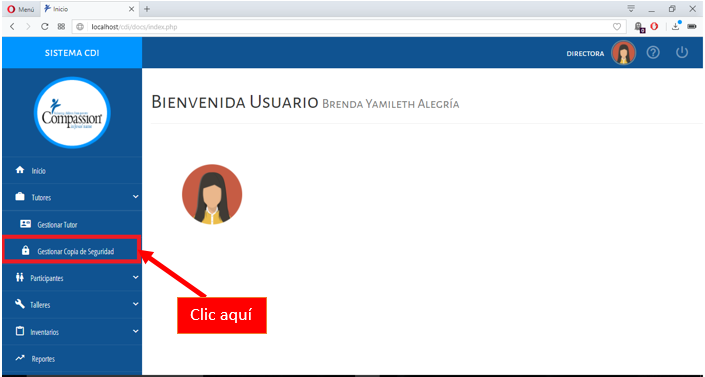 Menú
Inicio
localhost/cdi/docs/index.php
SISTEMA CDI
DIRECTORA
Compassion
BIENVENIDA USUARIO BRENDA YAMILETH ALEGRÍA
Inicio
Tutores
Gestionar Tutor
Gestionar Copia de Seguridad
Participantes
Talleres
Inventarios
Reportes
Clic aquí